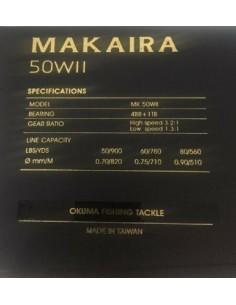 MAKAIRA
50WII
SPECIFICATIONS
MODEL MK 50WII
BEARING 4BB + 1TB
GEAR RATIO High speed 3.2:1
Low speed 1.3:1
LINE CAPACITY
LBS/YDS 50/900 60/780 80/560
Ø mm/M 0.70/820 0.75/710 0.90/510
OKUMA FISHING TACKLE
MADE IN TAIWAN